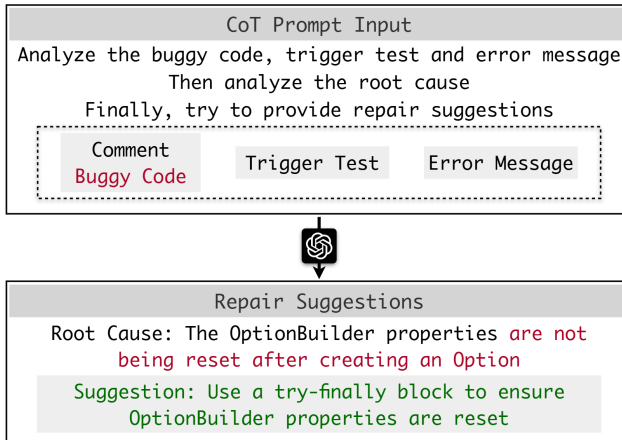 CoT Prompt Input
Analyze the buggy code, trigger test and error message
Then analyze the root cause
Finally, try to provide repair suggestions
Comment
Buggy Code
Trigger Test
Error Message
Repair Suggestions
Root Cause: The OptionBuilder properties are not
being reset after creating an Option
Suggestion: Use a try-finally block to ensure
OptionBuilder properties are reset